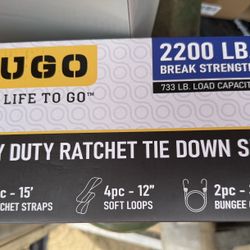 UGO
LIFE TO GO™
2200 LB
BREAK STRENGTH
733 LB. LOAD CAPACIT
Y DUTY RATCHET TIE DOWN S
c - 15'
CHET STRAPS
4pc - 12"
SOFT LOOPS
2pc -
BUNGEE C